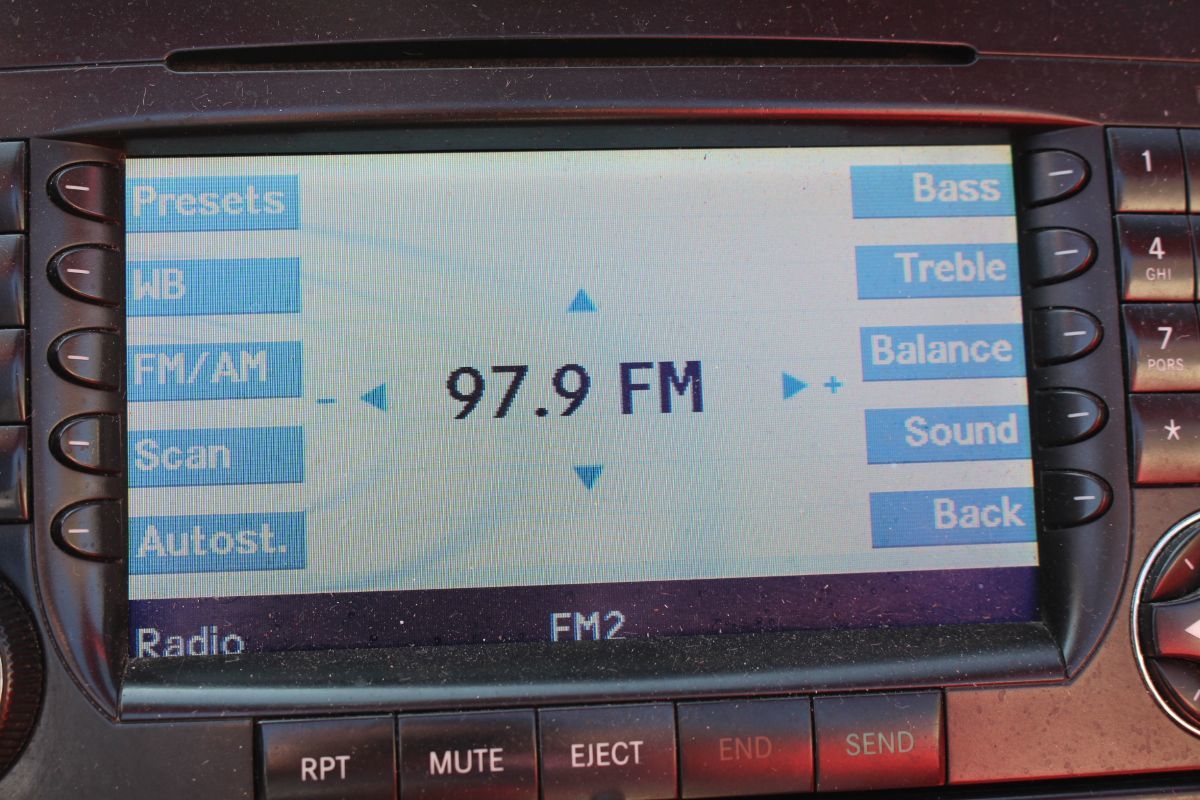 Presets
WB
FM/AM
Scan
Autost.
- 97.9 FM +
Bass
Treble
Balance
Sound
Back
Radio
FM2
1
4
GHI
7
PQRS
*
RPT
MUTE
EJECT
END
SEND